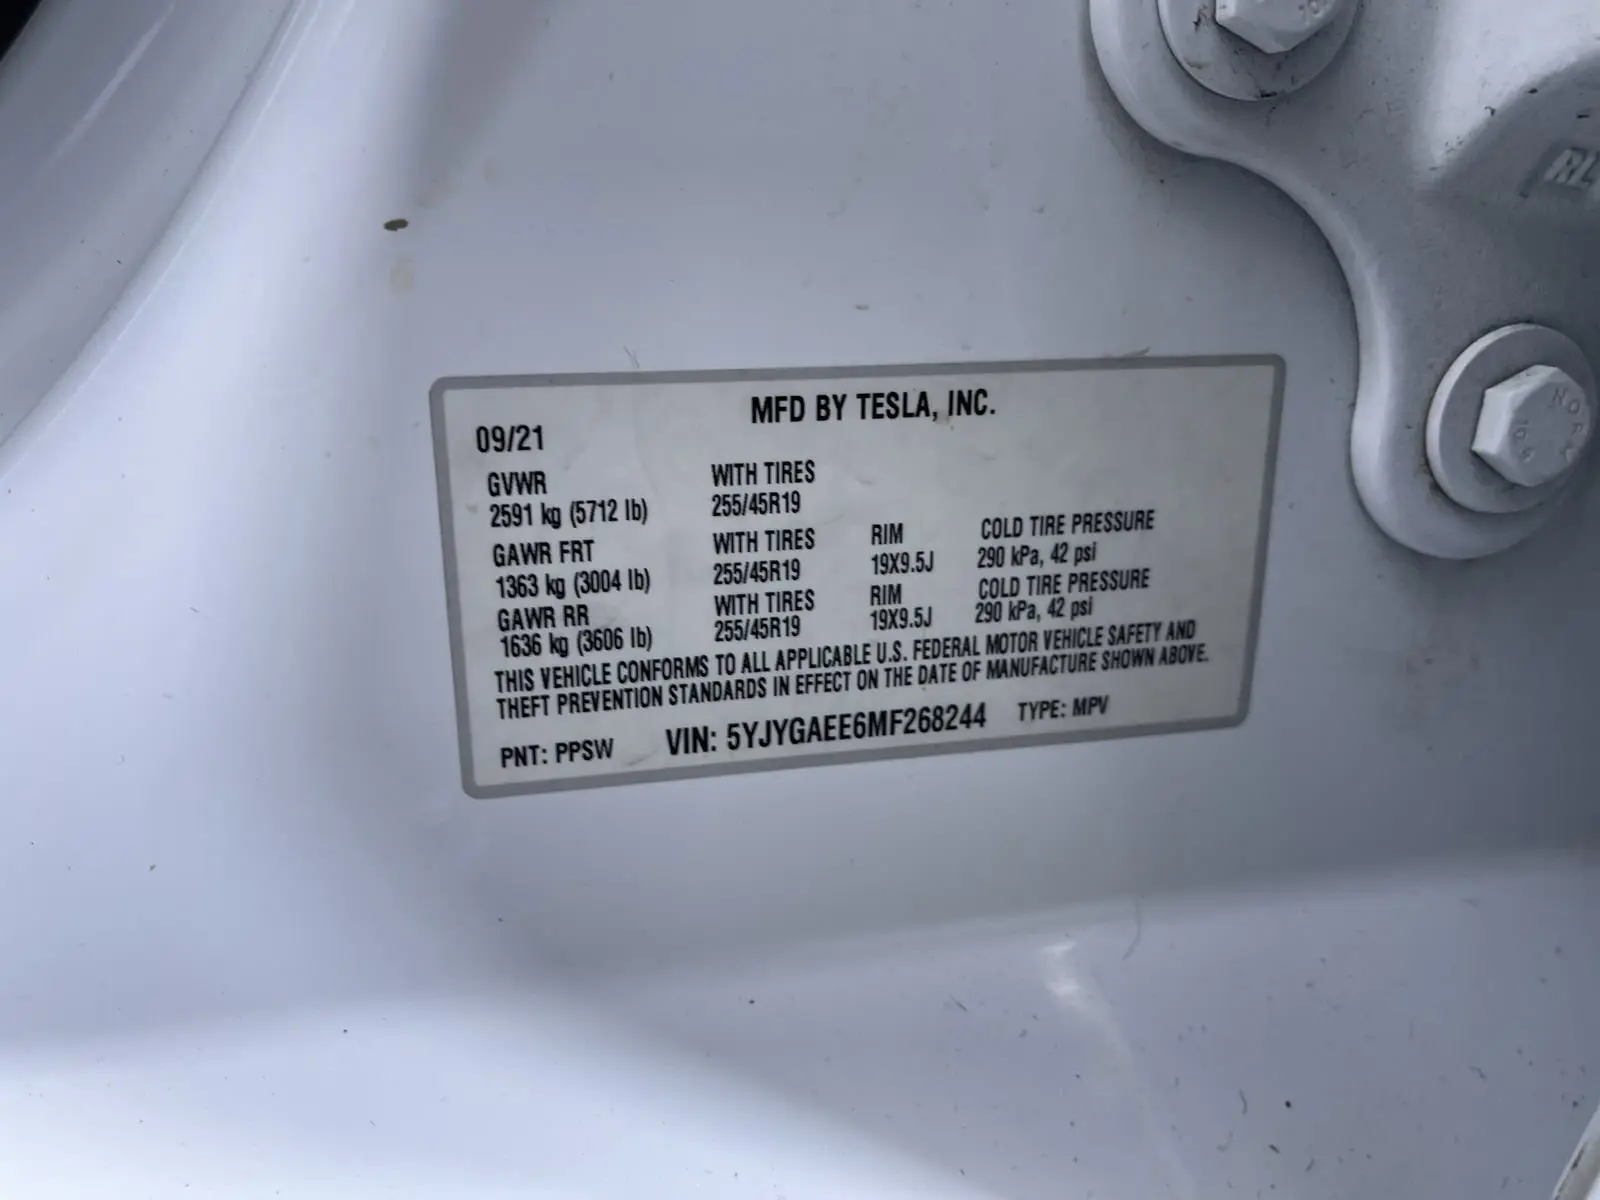 MFD BY TESLA, INC.
09/21
GVWR WITH TIRES
2591 kg (5712 lb) 255/45R19
GAWR FRT WITH TIRES RIM COLD TIRE PRESSURE
1363 kg (3004 lb) 255/45R19 19X9.5J 290 kPa, 42 psi
GAWR RR WITH TIRES RIM COLD TIRE PRESSURE
1636 kg (3606 lb) 255/45R19 19X9.5J 290 kPa, 42 psi
THIS VEHICLE CONFORMS TO ALL APPLICABLE U.S. FEDERAL MOTOR VEHICLE SAFETY AND
THEFT PREVENTION STANDARDS IN EFFECT ON THE DATE OF MANUFACTURE SHOWN ABOVE.
PNT: PPSW VIN: 5YJYGAEE6MF268244 TYPE: MPV